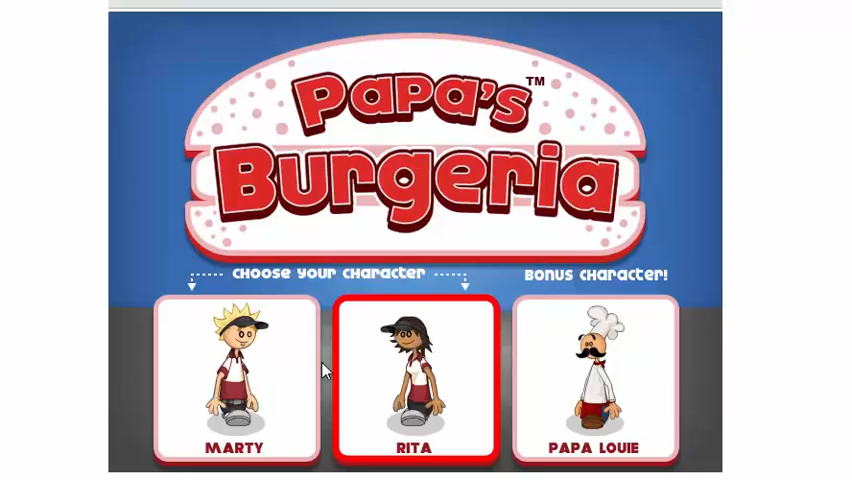 Papa's™
Burgeria
Choose your character
Bonus character!
MARTY
RITA
PAPA LOUIE